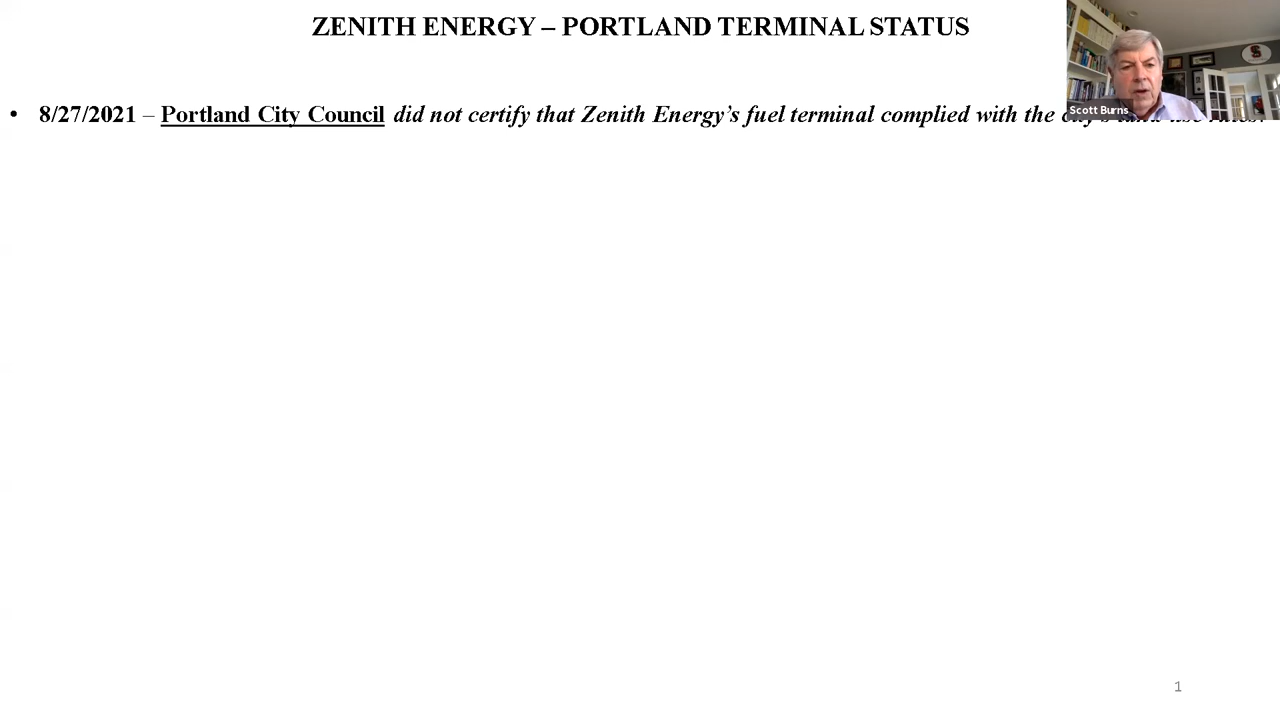 ZENITH ENERGY – PORTLAND TERMINAL STATUS
• 8/27/2021 – Portland City Council did not certify that Zenith Energy’s fuel terminal complied with the
Scott Burns
1